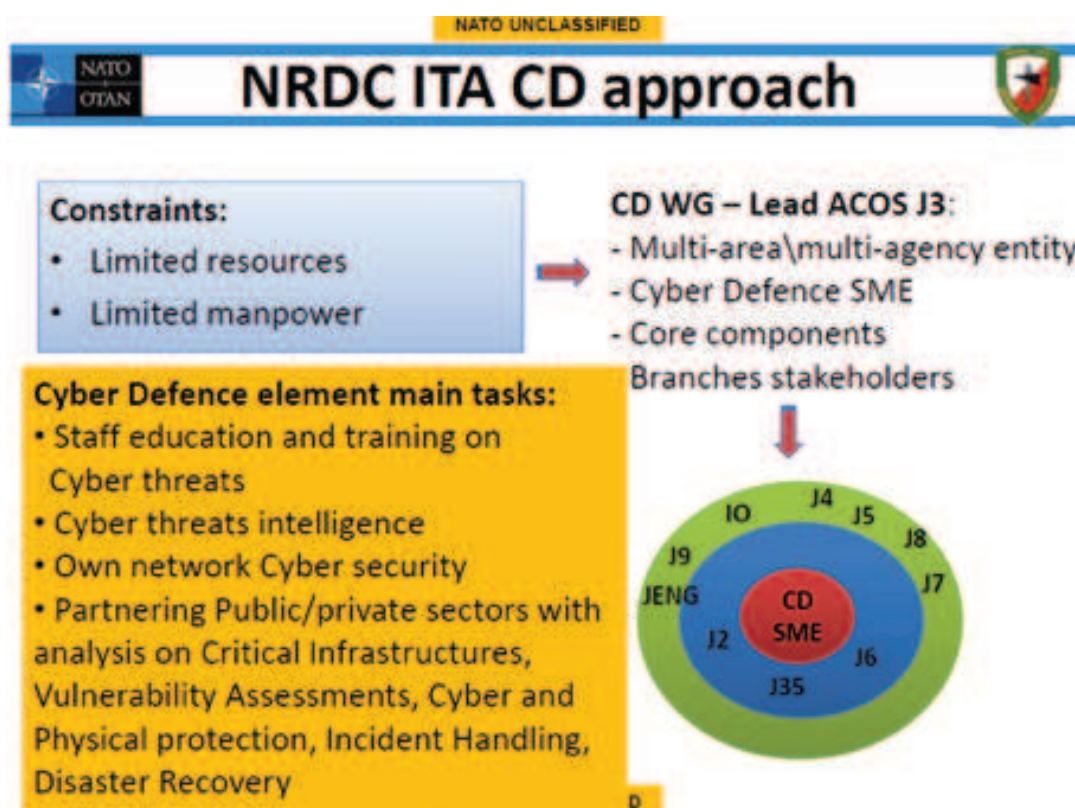 NATO UNCLASSIFIED
NATO
OTAN
NRDC ITA CD approach
Constraints:
• Limited resources
• Limited manpower
CD WG – Lead ACOS J3:
- Multi-area\multi-agency entity
- Cyber Defence SME
- Core components
Branches stakeholders
Cyber Defence element main tasks:
• Staff education and training on
Cyber threats
• Cyber threats intelligence
• Own network Cyber security
• Partnering Public/private sectors with
analysis on Critical Infrastructures,
Vulnerability Assessments, Cyber and
Physical protection, Incident Handling,
Disaster Recovery
IO
J4
J5
J8
J9
J7
JENG
CD
SME
J2
J6
J35
D